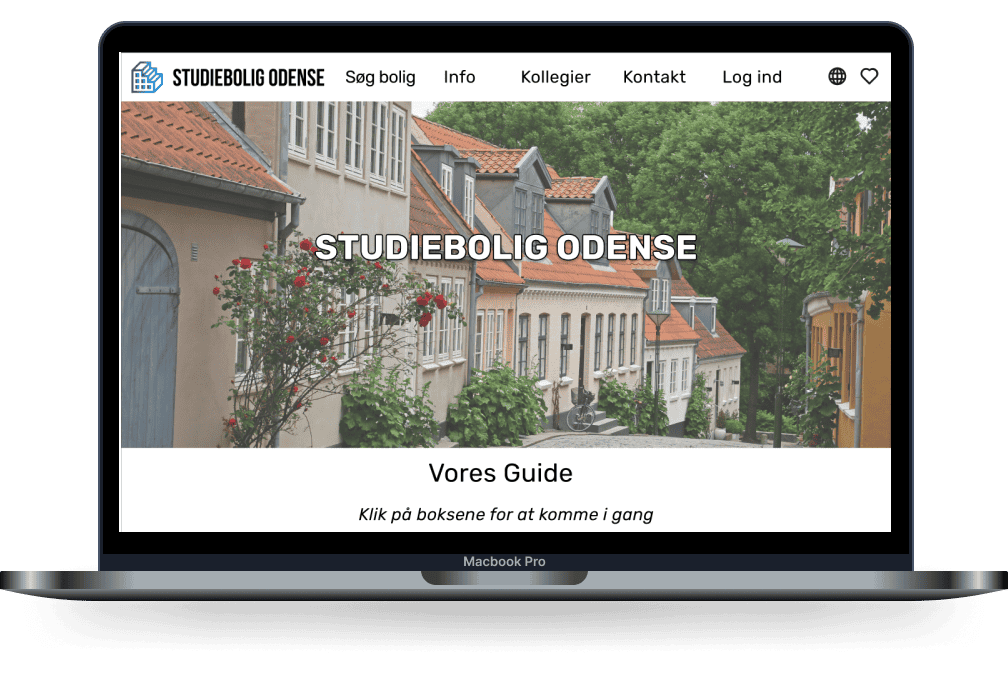 STUDIEBOLIG ODENSE Søg bolig Info Kollegier Kontakt Log ind
STUDIEBOLIG ODENSE
Vores Guide
Klik på boksene for at komme i gang
Macbook Pro